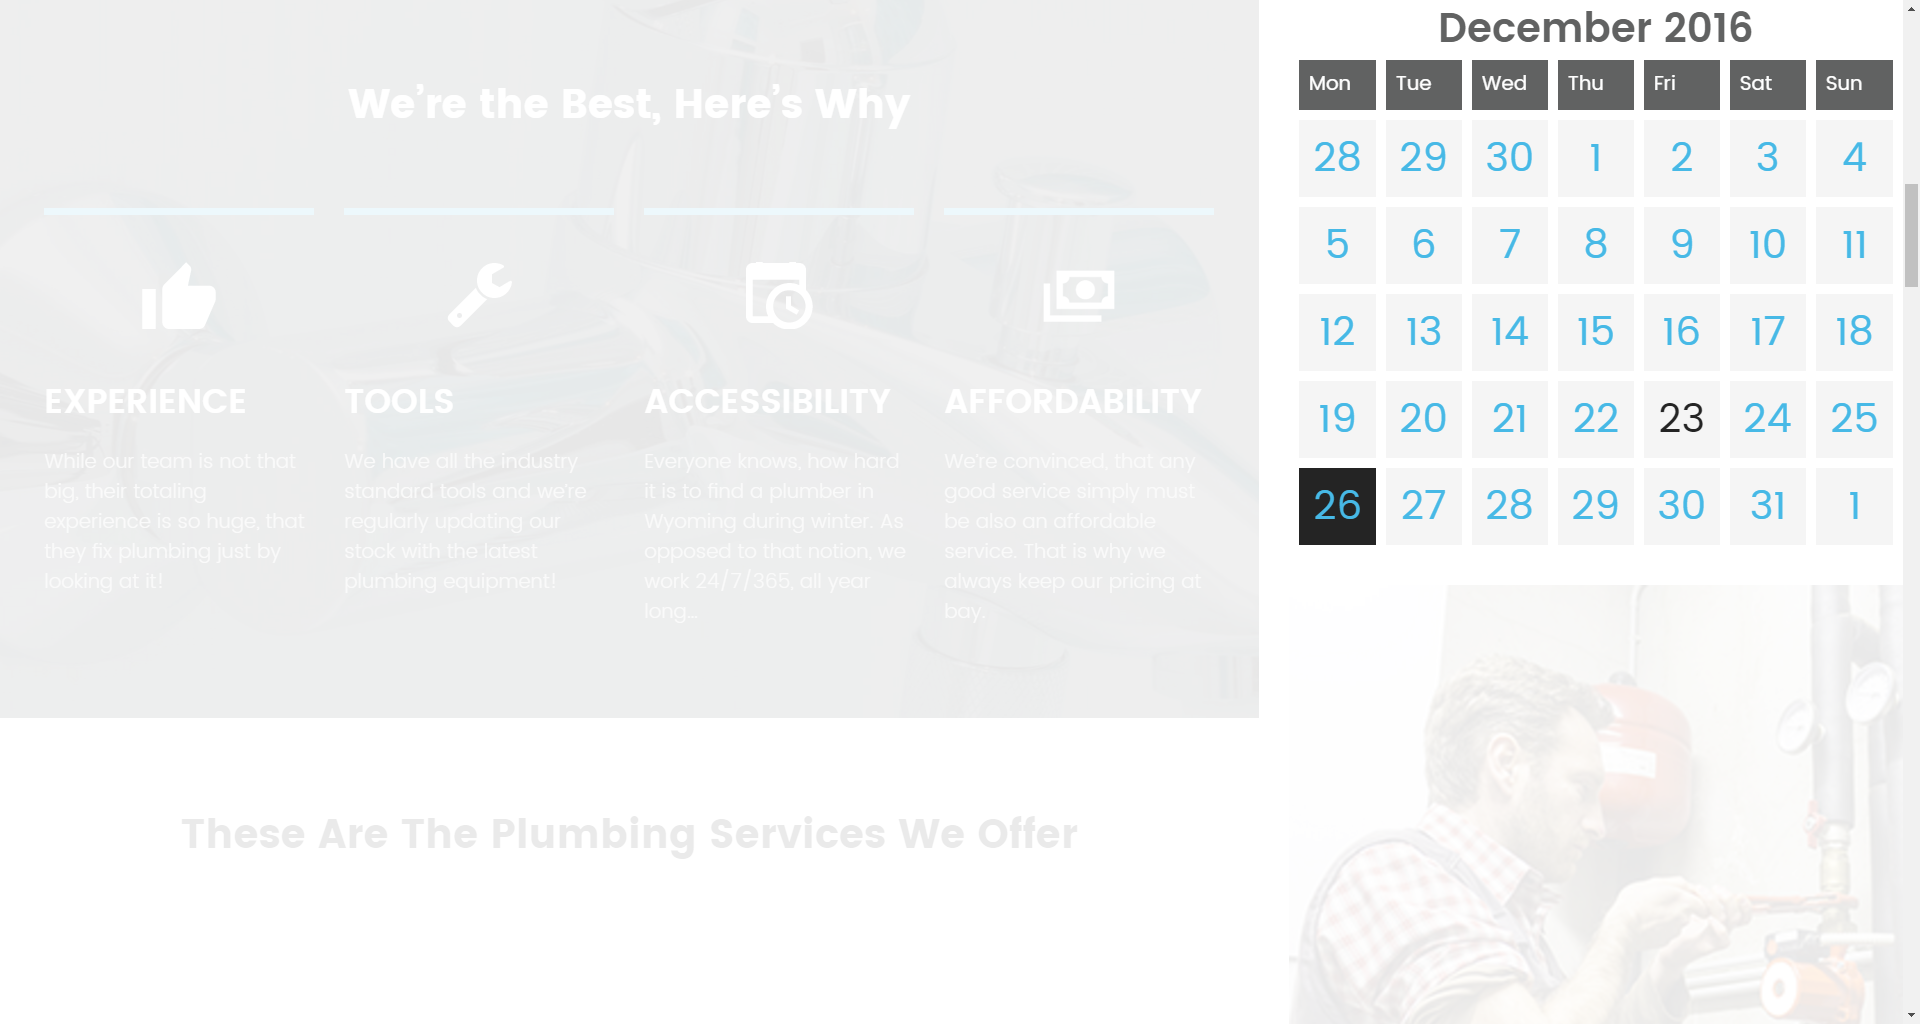 We're the Best, Here's Why
EXPERIENCE
While our team is not that
big, their totaling
experience is so huge, that
they fix plumbing just by
looking at it!
TOOLS
We have all the industry
standard tools and we're
regularly updating our
stock with the latest
plumbing equipment!
ACCESSIBILITY
Everyone knows, how hard
it is to find a plumber in
Wyoming during winter. As
opposed to that notion, we
work 24/7/365, all year
long...
AFFORDABILITY
We're convinced, that any
good service simply must
be also an affordable
service. That is why we
always keep our pricing at
bay.
These Are The Plumbing Services We Offer
December 2016
Mon Tue Wed Thu Fri Sat Sun
28 29 30 1 2 3 4
5 6 7 8 9 10 11
12 13 14 15 16 17 18
19 20 21 22 23 24 25
26 27 28 29 30 31 1